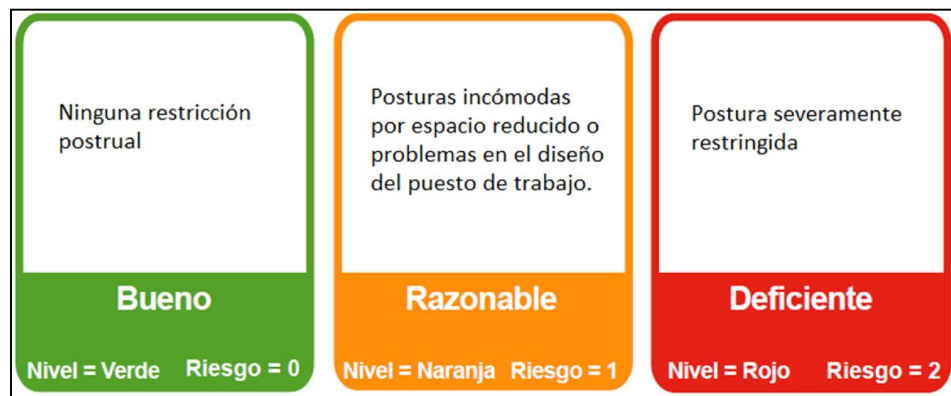 Ninguna restricción
postrual
Bueno
Nivel = Verde Riesgo = 0
Posturas incómodas
por espacio reducido o
problemas en el diseño
del puesto de trabajo.
Razonable
Nivel = Naranja Riesgo = 1
Postura severamente
restringida
Deficiente
Nivel = Rojo Riesgo = 2